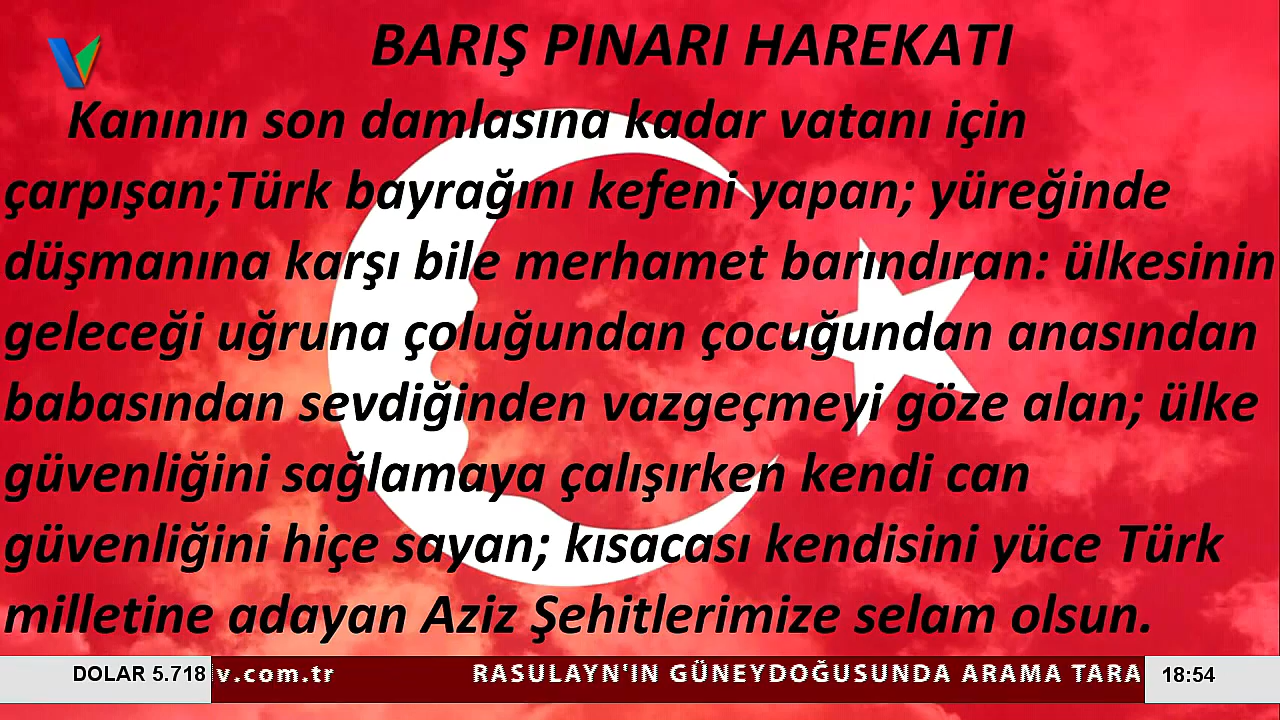 BARIŞ PINARI HAREKATI
Kanının son damlasına kadar vatanı için
çarpışan;Türk bayrağını kefeni yapan; yüreğinde
düşmanına karşı bile merhamet barındıran: ülkesinin
geleceği uğruna çoluğundan çocuğundan anasından
babasından sevdiğinden vazgeçmeyi göze alan; ülke
güvenliğini sağlamaya çalışırken kendi can
güvenliğini hiçe sayan; kısacası kendisini yüce Türk
milletine adayan Aziz Şehitlerimize selam olsun.
DOLAR 5.718 v.com.tr RASULAYN'IN GÜNEYDOĞUSUNDA ARAMA TARA 18:54